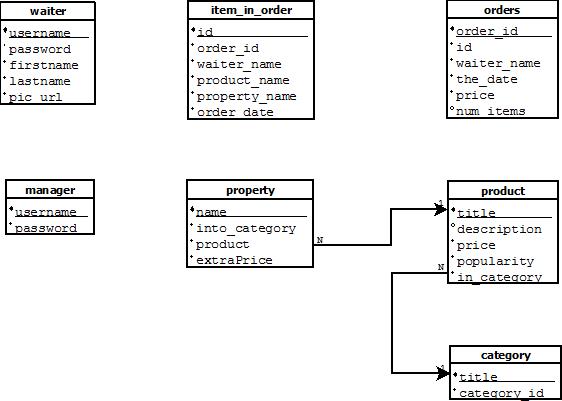 waiter
username
password
firstname
lastname
pic_url
item_in_order
id
order_id
waiter_name
product_name
property_name
order_date
orders
order_id
id
waiter_name
the_date
price
num_items
manager
username
password
property
name
into_category
product
extraPrice
N
1
product
title
description
price
popularity
in_category
N
1
category
title
category_id